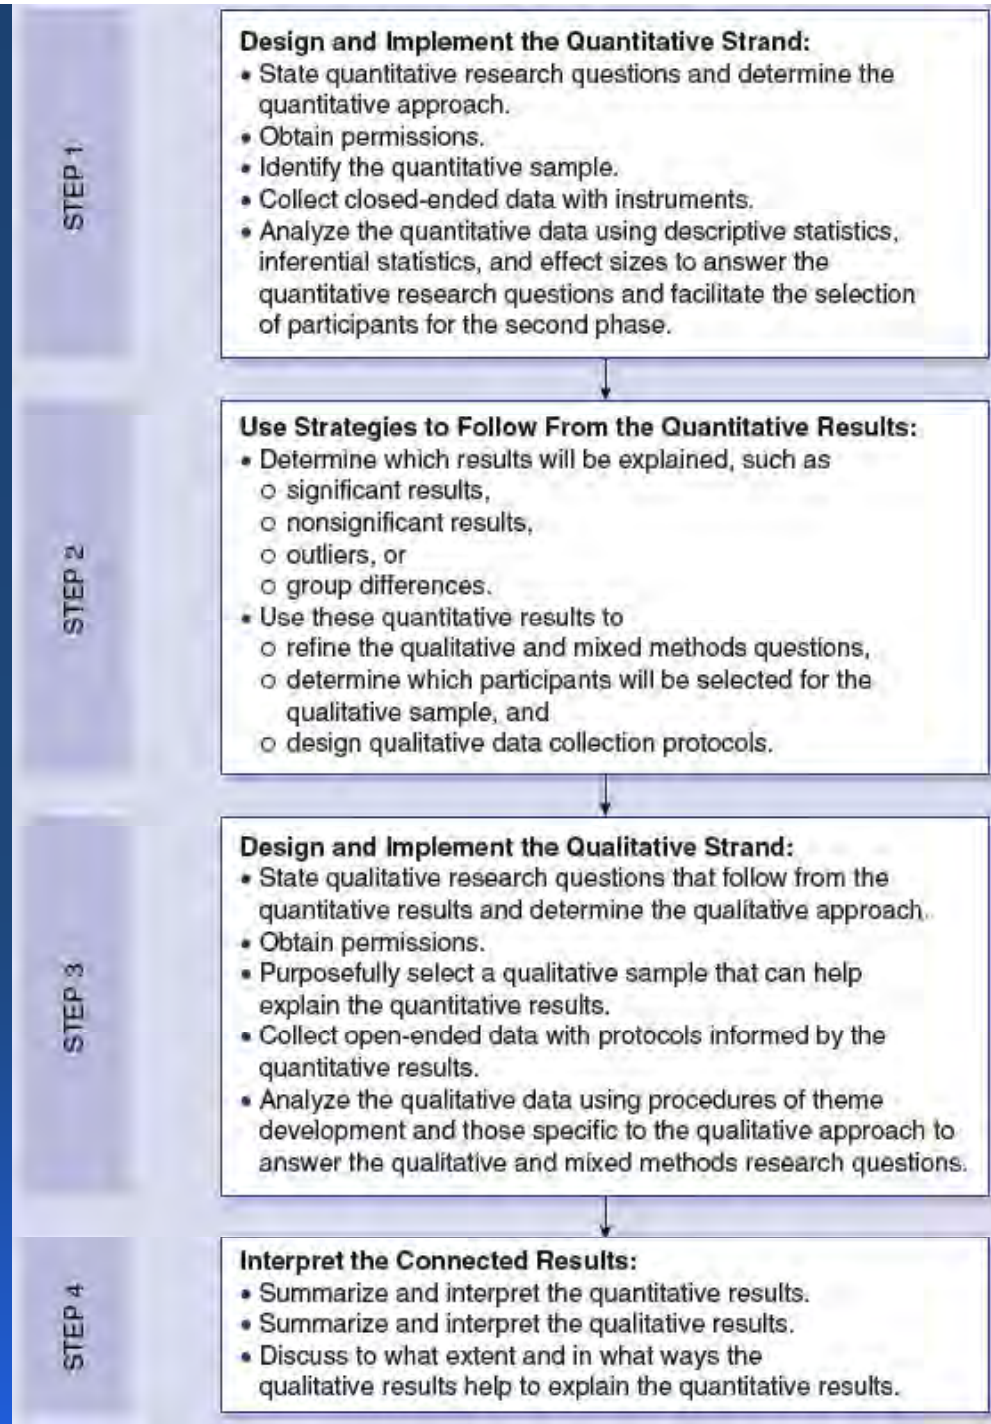 STEP 1
Design and Implement the Quantitative Strand:
• State quantitative research questions and determine the
quantitative approach.
• Obtain permissions.
• Identify the quantitative sample.
• Collect closed-ended data with instruments.
• Analyze the quantitative data using descriptive statistics,
inferential statistics, and effect sizes to answer the
quantitative research questions and facilitate the selection
of participants for the second phase.
STEP 2
Use Strategies to Follow From the Quantitative Results:
• Determine which results will be explained, such as
○ significant results,
○ nonsignificant results,
○ outliers, or
○ group differences.
• Use these quantitative results to
○ refine the qualitative and mixed methods questions,
○ determine which participants will be selected for the
qualitative sample, and
○ design qualitative data collection protocols.
STEP 3
Design and Implement the Qualitative Strand:
• State qualitative research questions that follow from the
quantitative results and determine the qualitative approach.
• Obtain permissions.
• Purposefully select a qualitative sample that can help
explain the quantitative results.
• Collect open-ended data with protocols informed by the
quantitative results.
• Analyze the qualitative data using procedures of theme
development and those specific to the qualitative approach to
answer the qualitative and mixed methods research questions.
STEP 4
Interpret the Connected Results:
• Summarize and interpret the quantitative results.
• Summarize and interpret the qualitative results.
• Discuss to what extent and in what ways the
qualitative results help to explain the quantitative results.